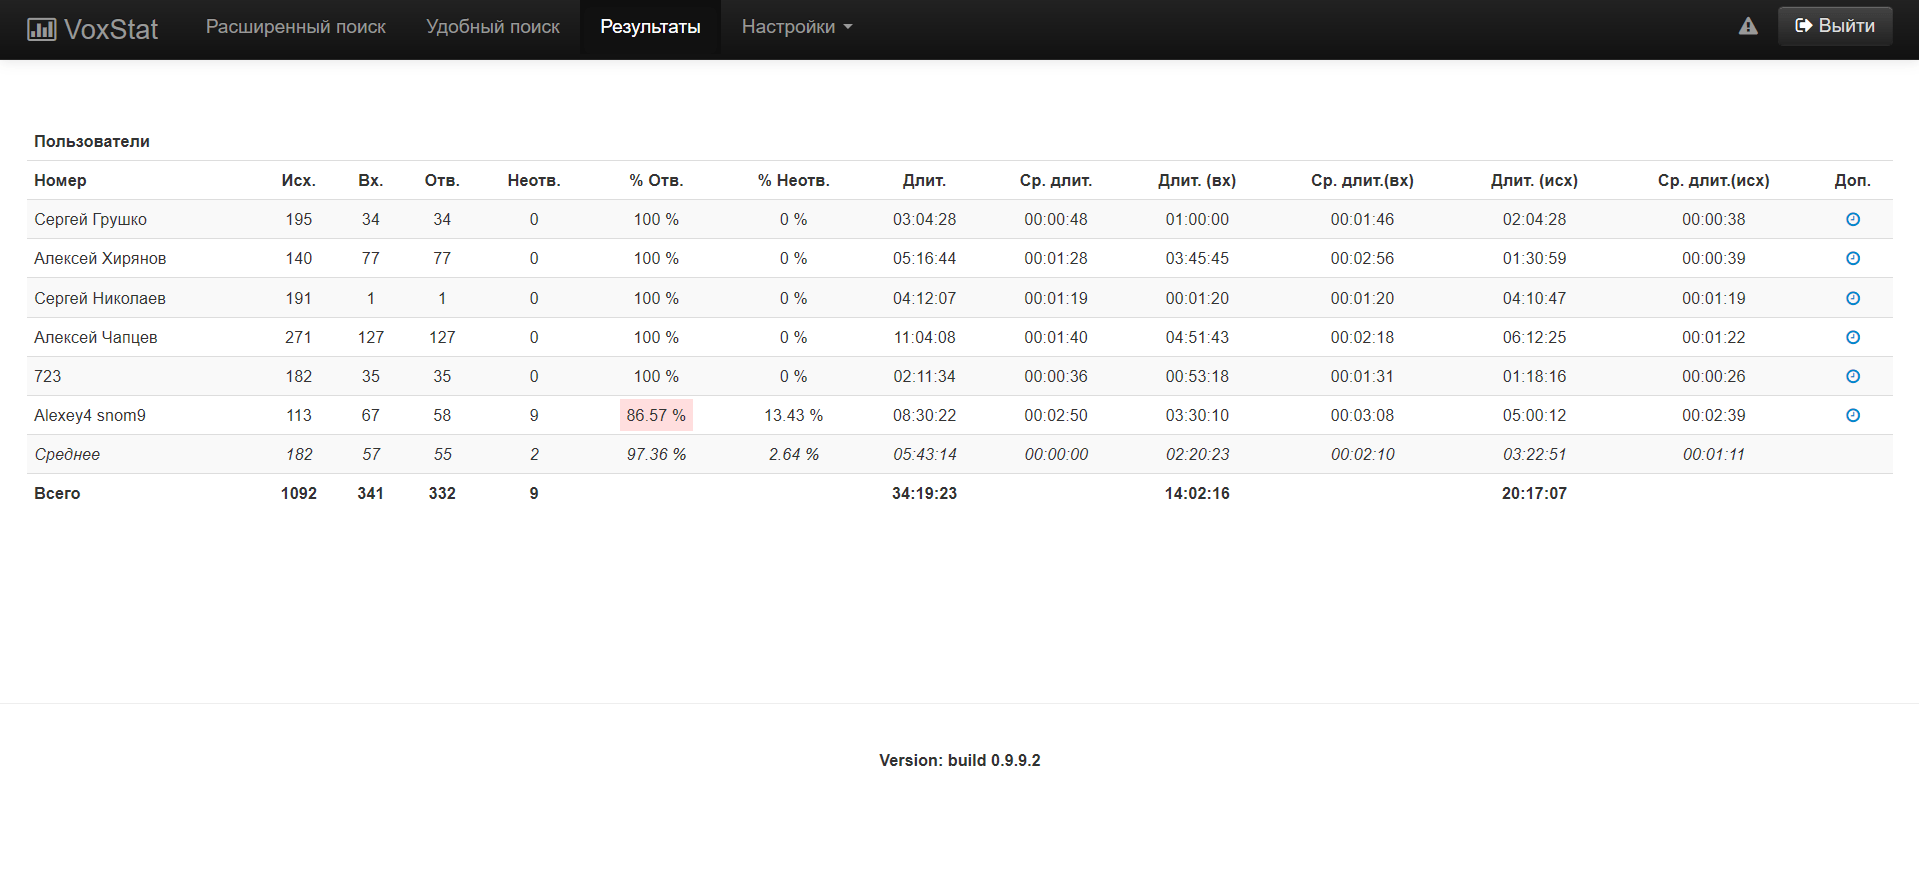 VoxStat Расширенный поиск Удобный поиск Результаты Настройки Выйти
Пользователи
Номер Исх. Вх. Отв. Неотв. % Отв. % Неотв. Длит. Ср. длит. Длит. (вх) Ср. длит.(вх) Длит. (исх) Ср. длит.(исх) Доп.
Сергей Грушко 195 34 34 0 100 % 0 % 03:04:28 00:00:48 01:00:00 00:01:46 02:04:28 00:00:38
Алексей Хирянов 140 77 77 0 100 % 0 % 05:16:44 00:01:28 03:45:45 00:02:56 01:30:59 00:00:39
Сергей Николаев 191 1 1 0 100 % 0 % 04:12:07 00:01:19 00:01:20 00:01:20 04:10:47 00:01:19
Алексей Чапцев 271 127 127 0 100 % 0 % 11:04:08 00:01:40 04:51:43 00:02:18 06:12:25 00:01:22
723 182 35 35 0 100 % 0 % 02:11:34 00:00:36 00:53:18 00:01:31 01:18:16 00:00:26
Alexey4 snom9 113 67 58 9 86.57 % 13.43 % 08:30:22 00:02:50 03:30:10 00:03:08 05:00:12 00:02:39
Среднее 182 57 55 2 97.36 % 2.64 % 05:43:14 00:00:00 02:20:23 00:02:10 03:22:51 00:01:11
Всего 1092 341 332 9 34:19:23 14:02:16 20:17:07
Version: build 0.9.9.2